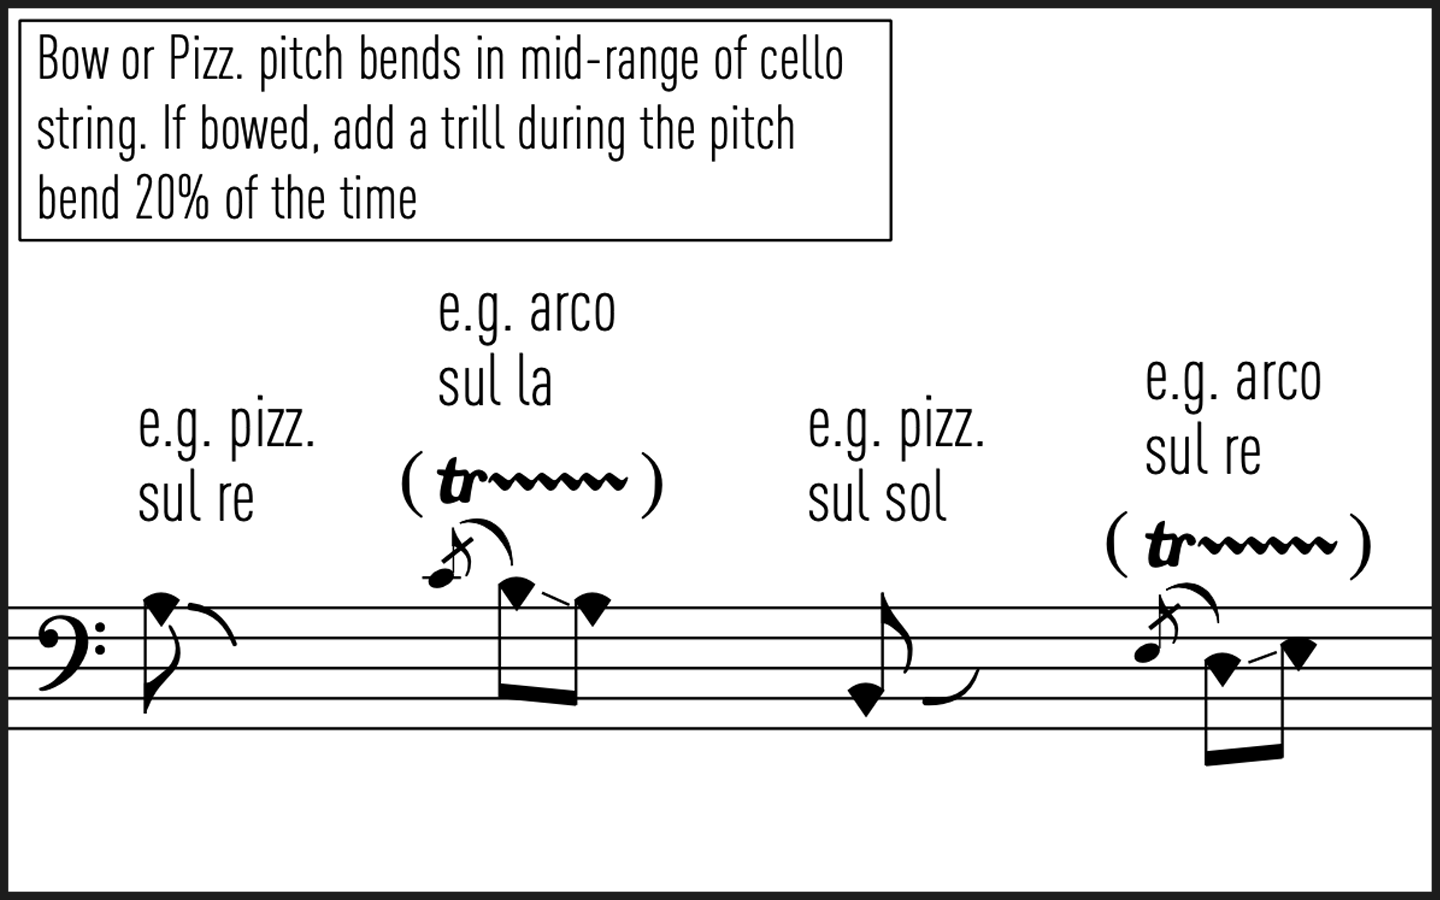 Bow or Pizz. pitch bends in mid-range of cello
string. If bowed, add a trill during the pitch
bend 20% of the time
e.g. pizz.
sul re
e.g. arco
sul la
( tr )
e.g. pizz.
sul sol
e.g. arco
sul re
( tr )